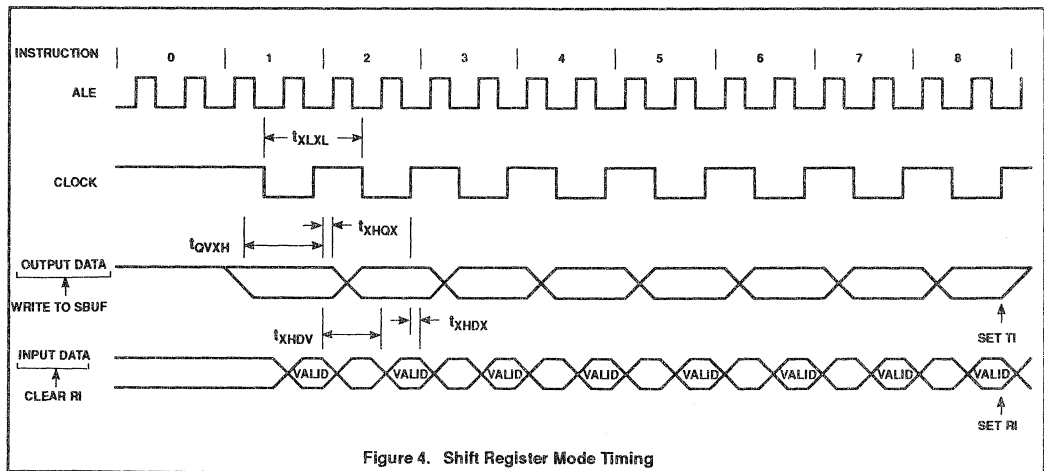 INSTRUCTION | 0 | 1 | 2 | 3 | 4 | 5 | 6 | 7 | 8 |
ALE
tXLXL
CLOCK
tQVXH
tXHQX
OUTPUT DATA
WRITE TO SBUF
tXHDV
tXHDX
SET TI
INPUT DATA
VALID VALID VALID VALID VALID VALID VALID VALID
CLEAR RI
SET RI
Figure 4. Shift Register Mode Timing